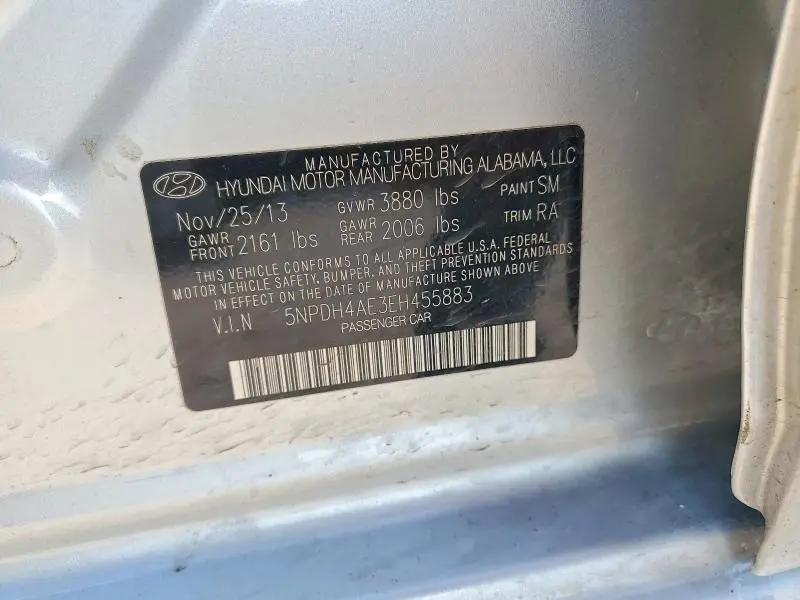 MANUFACTURED BY
HYUNDAI MOTOR MANUFACTURING ALABAMA, LLC
Nov/25/13 GVWR 3880 lbs PAINT SM
GAWR FRONT 2161 lbs GAWR REAR 2006 lbs TRIM RA
THIS VEHICLE CONFORMS TO ALL APPLICABLE U.S.A. FEDERAL
MOTOR VEHICLE SAFETY, BUMPER, AND THEFT PREVENTION STANDARDS
IN EFFECT ON THE DATE OF MANUFACTURE SHOWN ABOVE
V.I.N 5NPDH4AE3EH455883
PASSENGER CAR